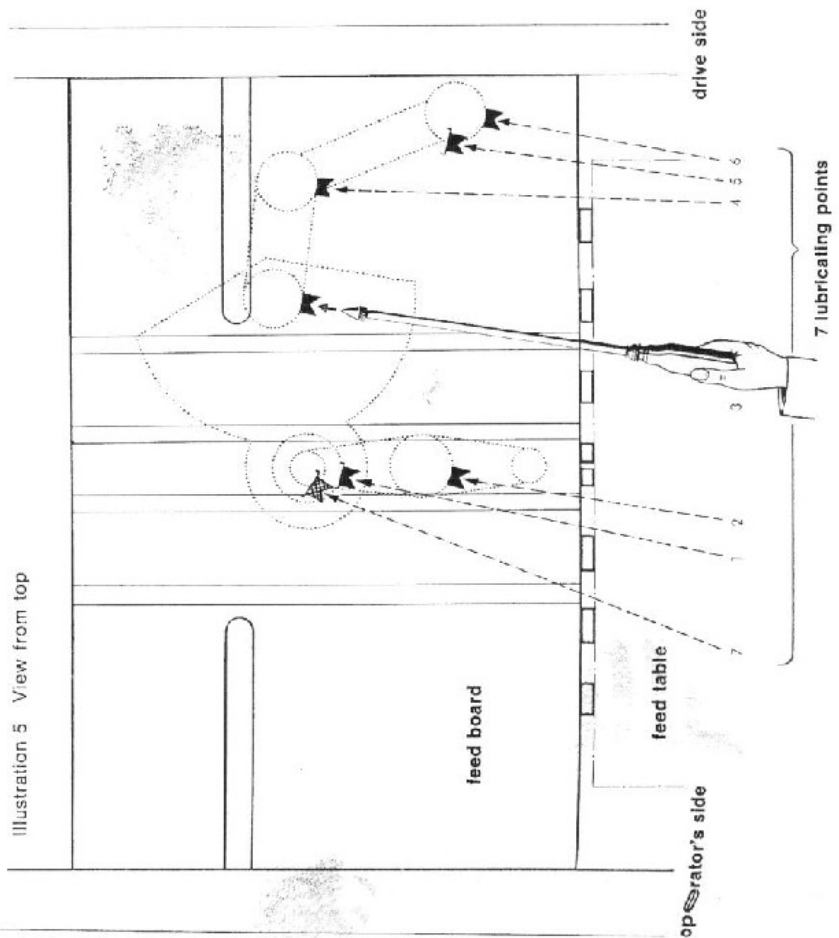 Illustration 5 View from top
feed board
feed table
operator's side
drive side
7
1
2
3
4
5
6
7 lubricating points